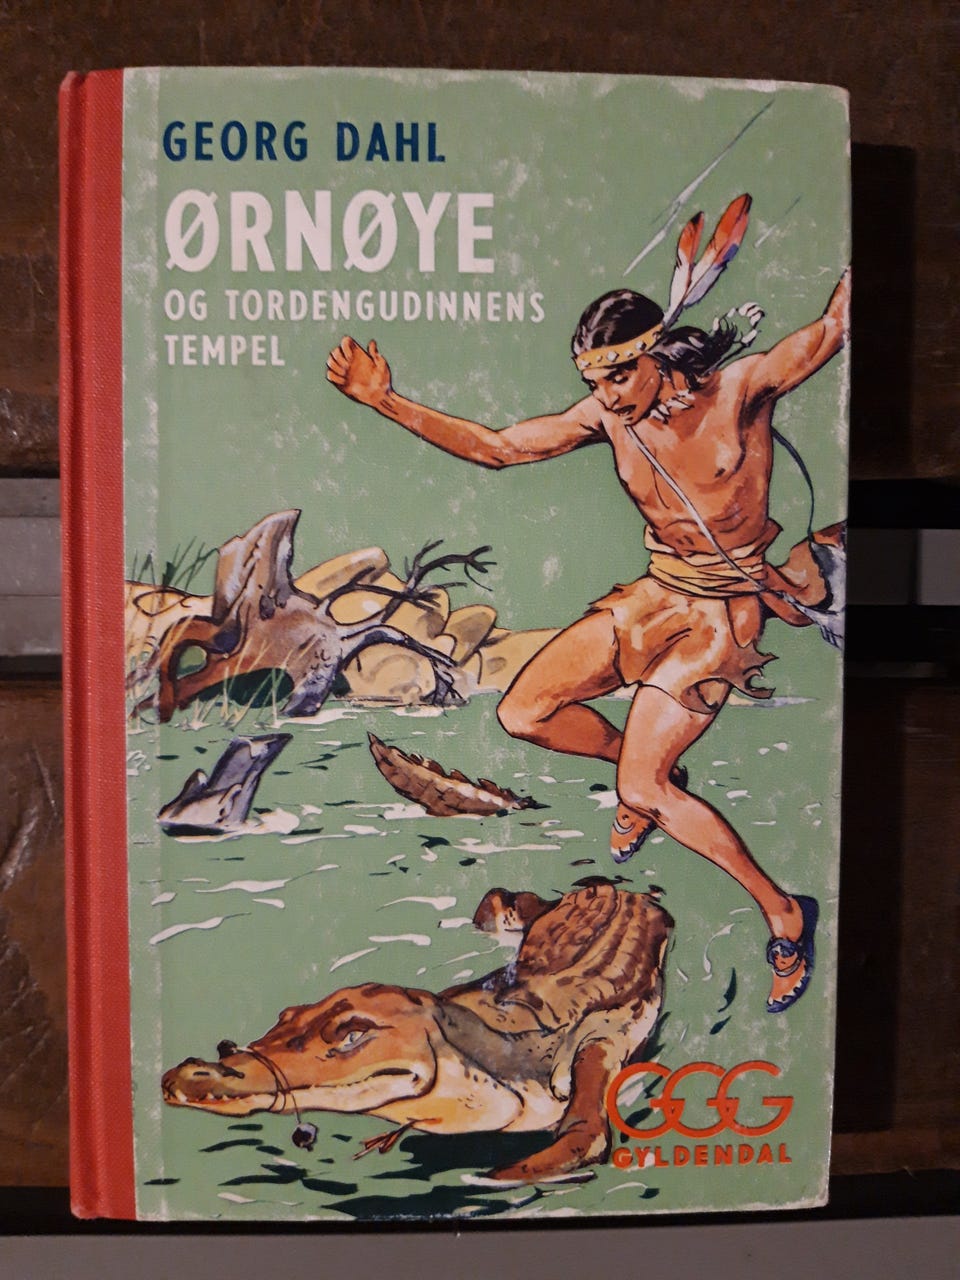 GEORG DAHL
ØRNØYE
OG TORDENGUDINNENS
TEMPEL
GGG
GYLDENDAL